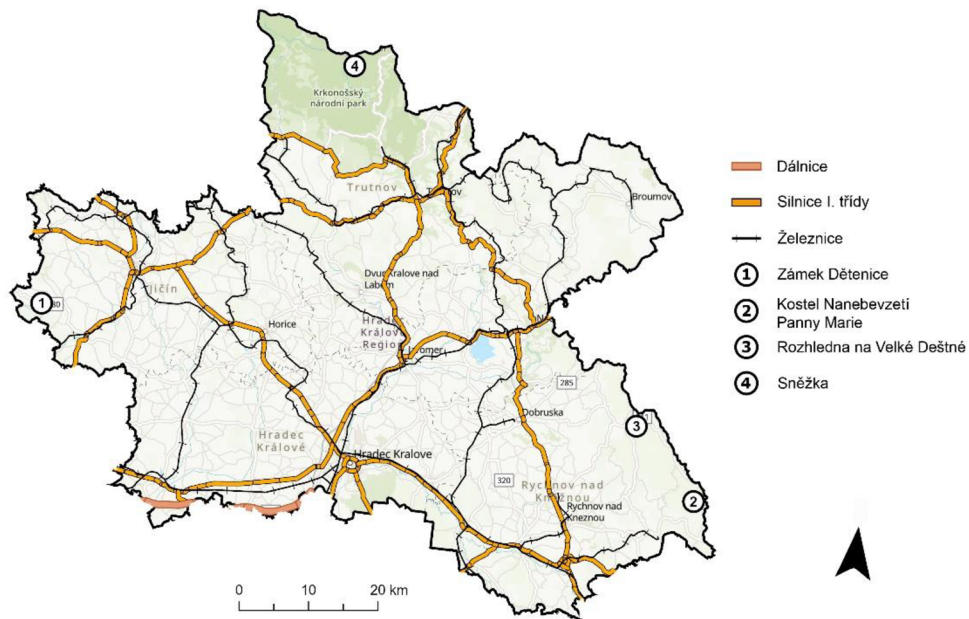 4
Krkonošský
národní park
Trutnov
Broumov
Dálnice
Silnice I. třídy
Železnice
1
Zámek Dětenice
2
Kostel Nanebevzetí
Panny Marie
3
Rozhledna na Velké Deštné
4
Sněžka
1
Jičín
Dvur Kralove nad
Labem
Horice
Hradec
Králové
Region
285
Dobruska
3
Hradec
Králové
Hradec Kralove
320
Rychnov nad
Kněžnou
Rychnov nad
Kneznou
2
0
10
20 km